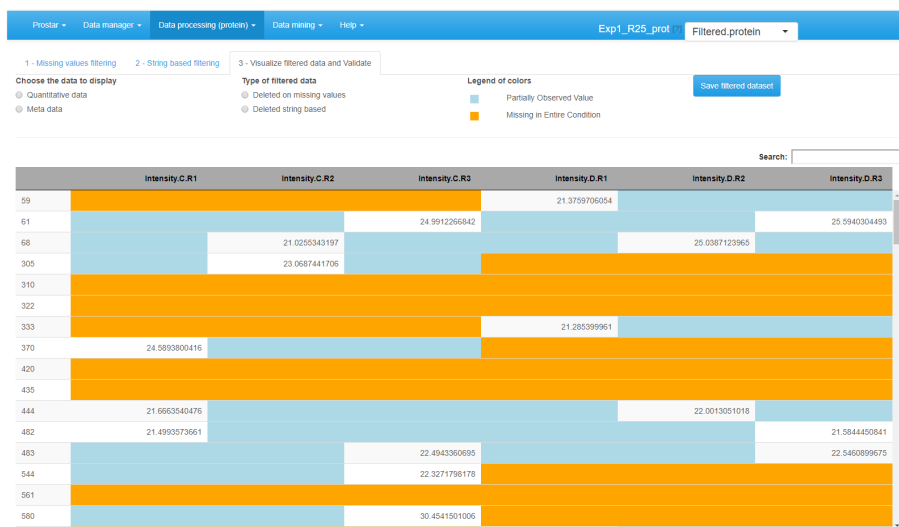 Prostar Data manager Data processing (protein) Data mining Help Exp1_R25_prot [?] Filtered.protein
1 - Missing values filtering 2 - String based filtering 3 - Visualize filtered data and Validate
Choose the data to display Type of filtered data Legend of colors
Quantitative data Deleted on missing values Partially Observed Value Save filtered dataset
Meta data Deleted string based Missing in Entire Condition
Search:
Intensity.C.R1 Intensity.C.R2 Intensity.C.R3 Intensity.D.R1 Intensity.D.R2 Intensity.D.R3
59 21.3759706054
61 24.9912266842 25.5940304493
68 21.0255343197 25.0387123965
305 23.0687441706
310
322
333 21.285399961
370 24.5893800416
420
435
444 21.6663540476 22.0013051018
482 21.4993573661 21.5844450841
483 22.4943360695 22.5460899675
544 22.3271798178
561
580 30.4541501006